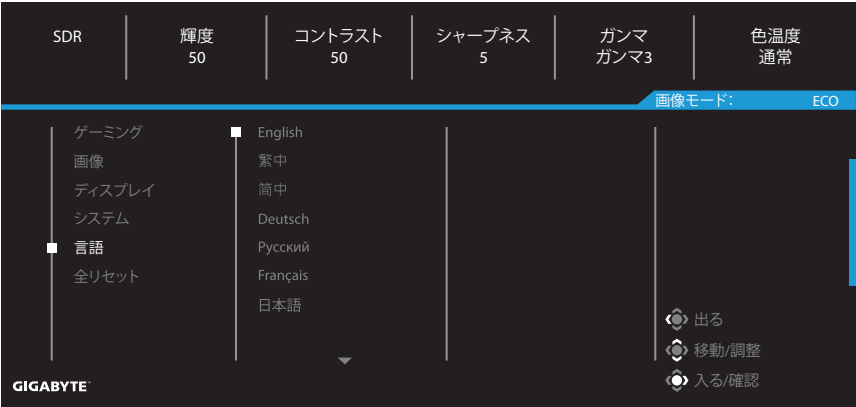 SDR
輝度
50
コントラスト
50
シャープネス
5
ガンマ
ガンマ3
色温度
通常
画像モード: ECO
ゲーミング
画像
ディスプレイ
システム
言語
全リセット
English
繁中
简中
Deutsch
Русский
Français
日本語
出る
移動/調整
入る/確認
GIGABYTE™